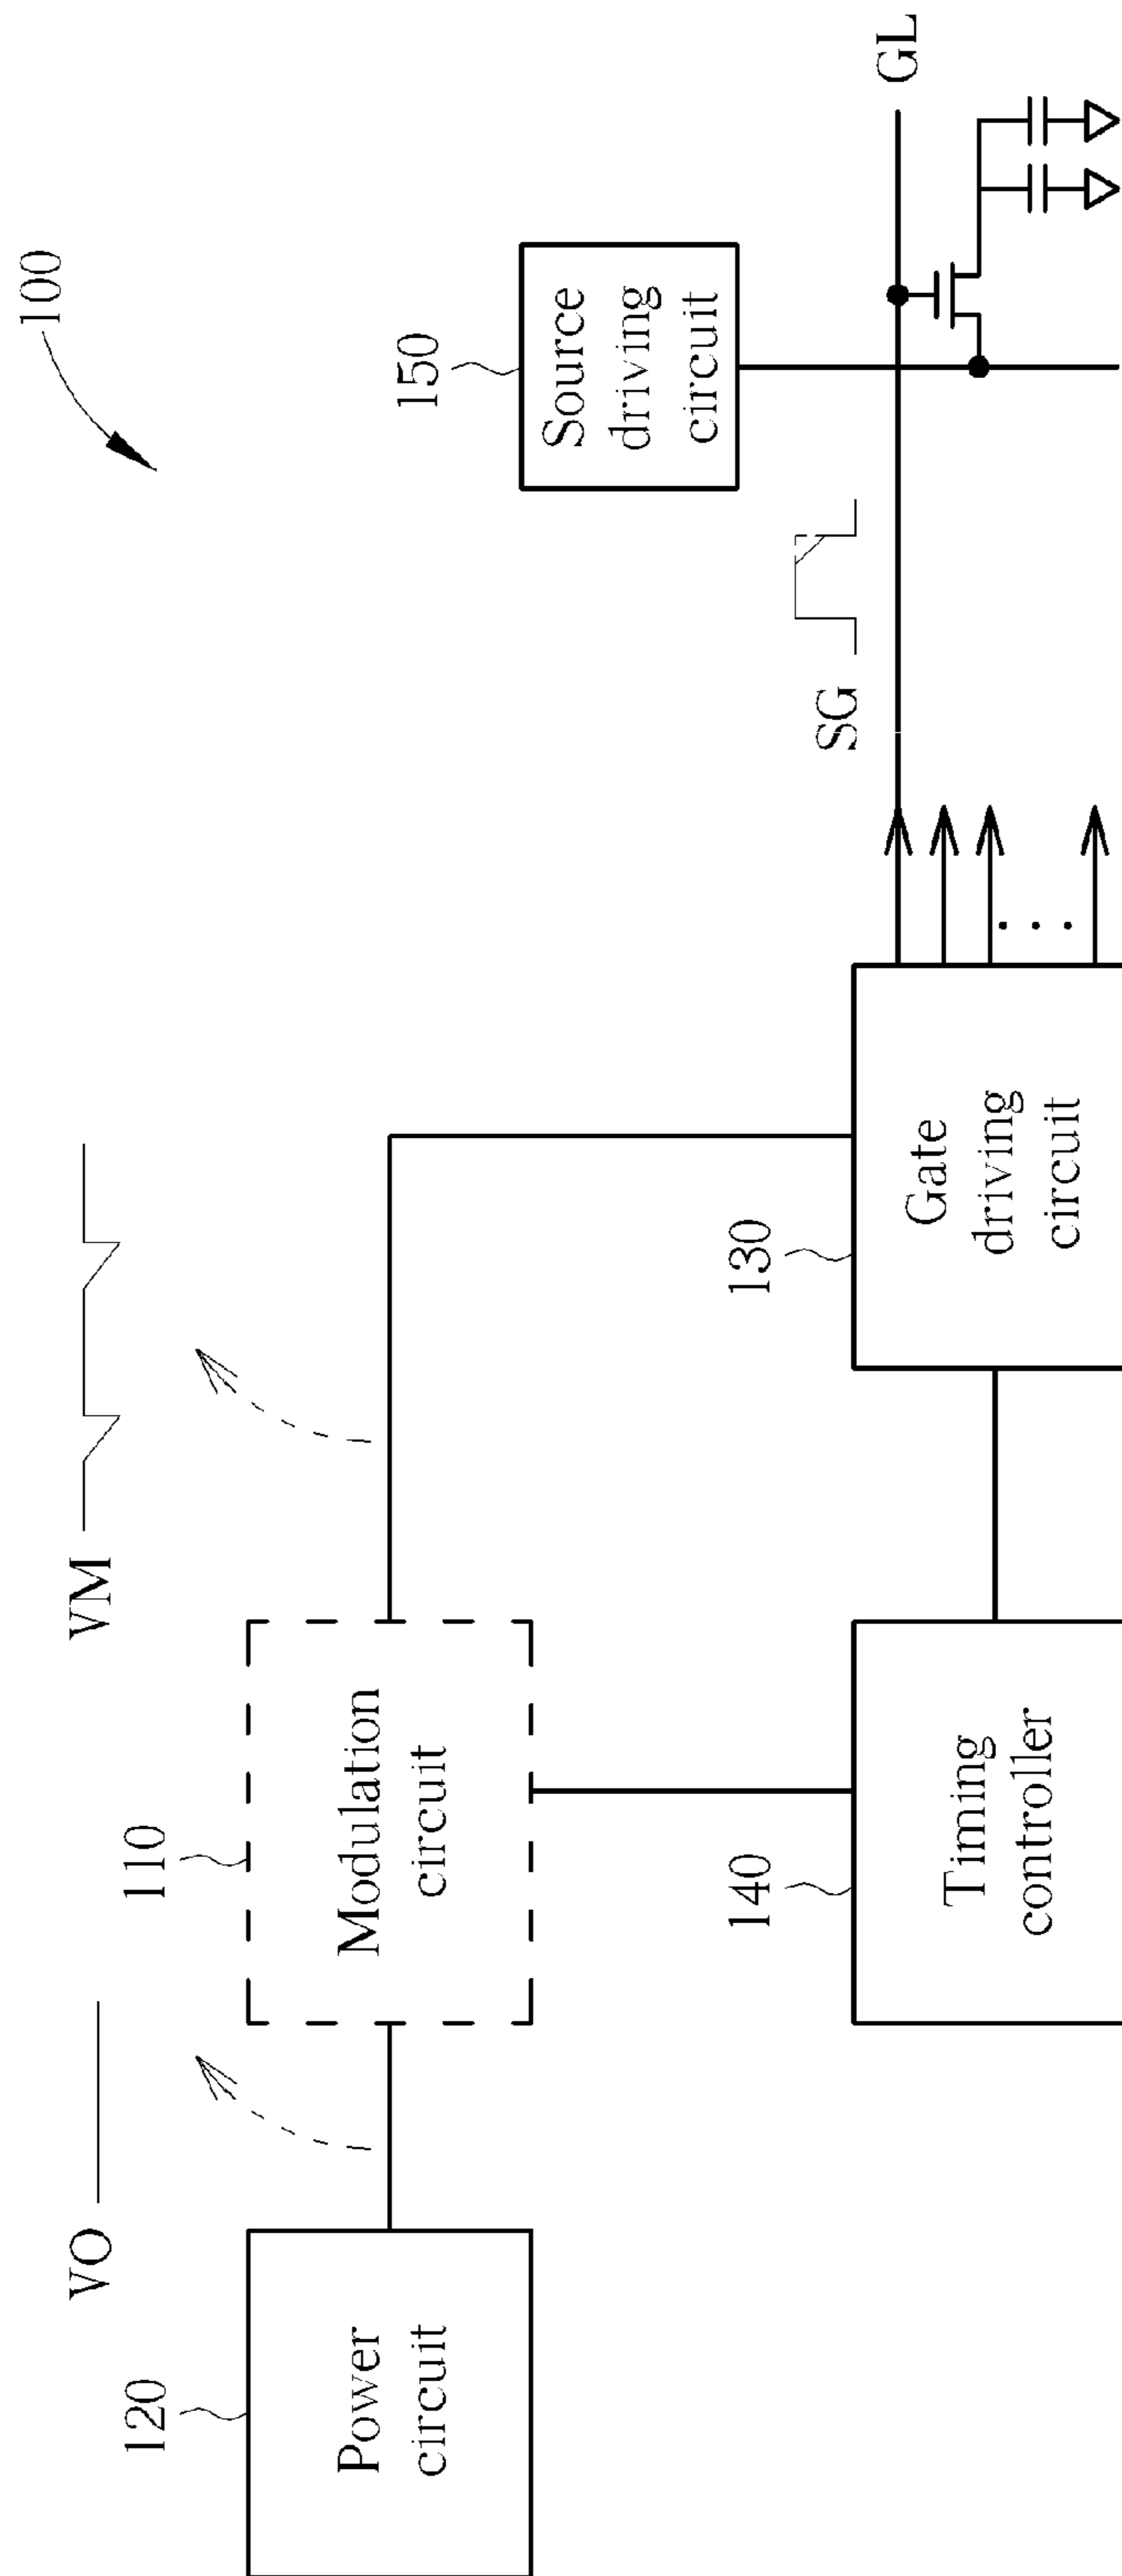 100
VO
VM
120
Power
circuit
110
Modulation
circuit
150
Source
driving
circuit
SG
GL
140
Timing
controller
130
Gate
driving
circuit
. . .